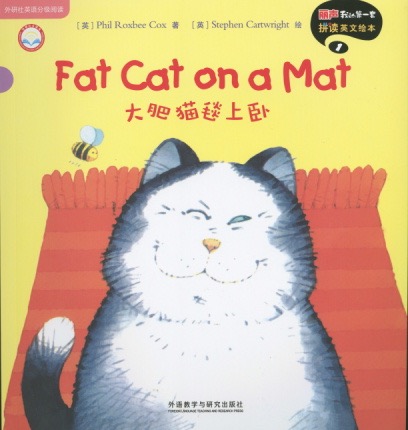 外研社英语分级阅读
[英] Phil Roxbee Cox 著 [英] Stephen Cartwright 绘
丽声我的第一套
拼读英文绘本
1
Fat Cat on a Mat
大肥猫毯上卧
外语教学与研究出版社
FOREIGN LANGUAGE TEACHING AND RESEARCH PRESS